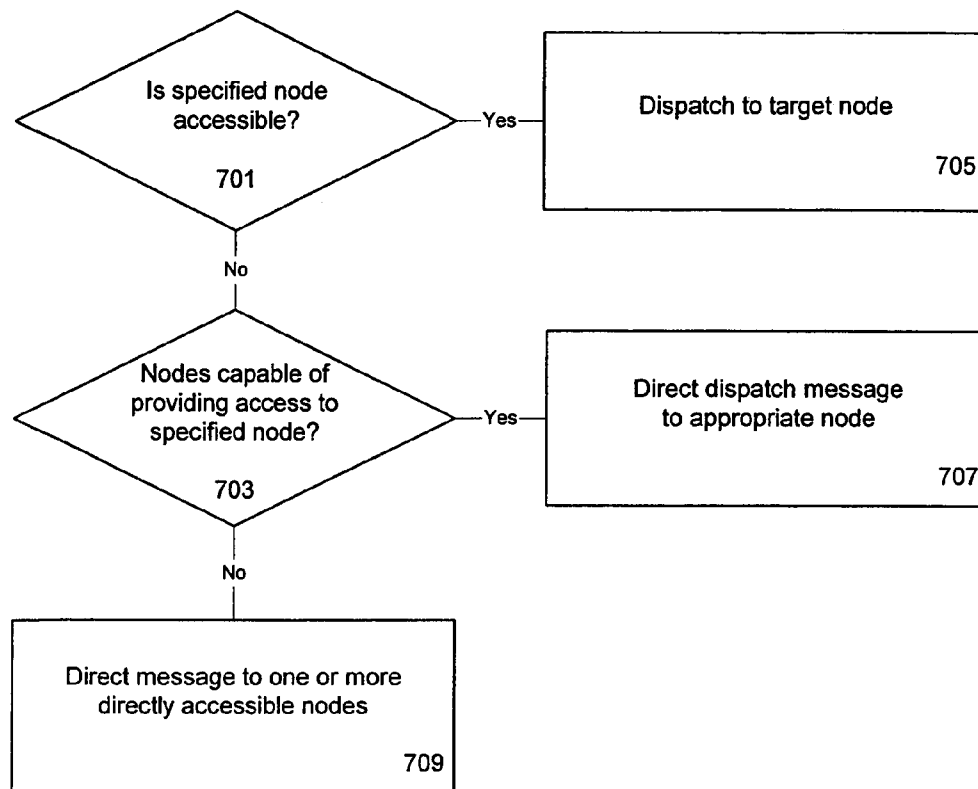 Is specified node
accessible?
701
Yes
Dispatch to target node
705
No
Nodes capable of
providing access to
specified node?
703
Yes
Direct dispatch message
to appropriate node
707
No
Direct message to one or more
directly accessible nodes
709